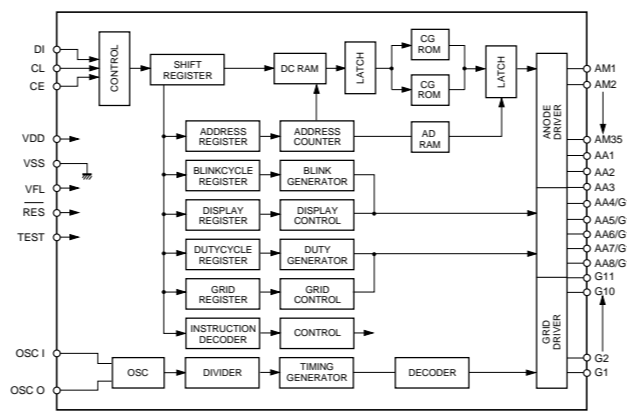 DI
CL
CE
CONTROL
SHIFT
REGISTER
DC RAM
LATCH
CG
ROM
CG
ROM
LATCH
ANODE
DRIVER
AM1
AM2
AM35
AA1
AA2
AA3
AA4/G
AA5/G
AA6/G
AA7/G
AA8/G
G11
G10
G2
G1
GRID
DRIVER
VDD
VSS
VFL
RES
TEST
OSC I
OSC O
ADDRESS
REGISTER
ADDRESS
COUNTER
AD
RAM
BLINKCYCLE
REGISTER
BLINK
GENERATOR
DISPLAY
REGISTER
DISPLAY
CONTROL
DUTYCYCLE
REGISTER
DUTY
GENERATOR
GRID
REGISTER
GRID
CONTROL
INSTRUCTION
DECODER
CONTROL
OSC
DIVIDER
TIMING
GENERATOR
DECODER